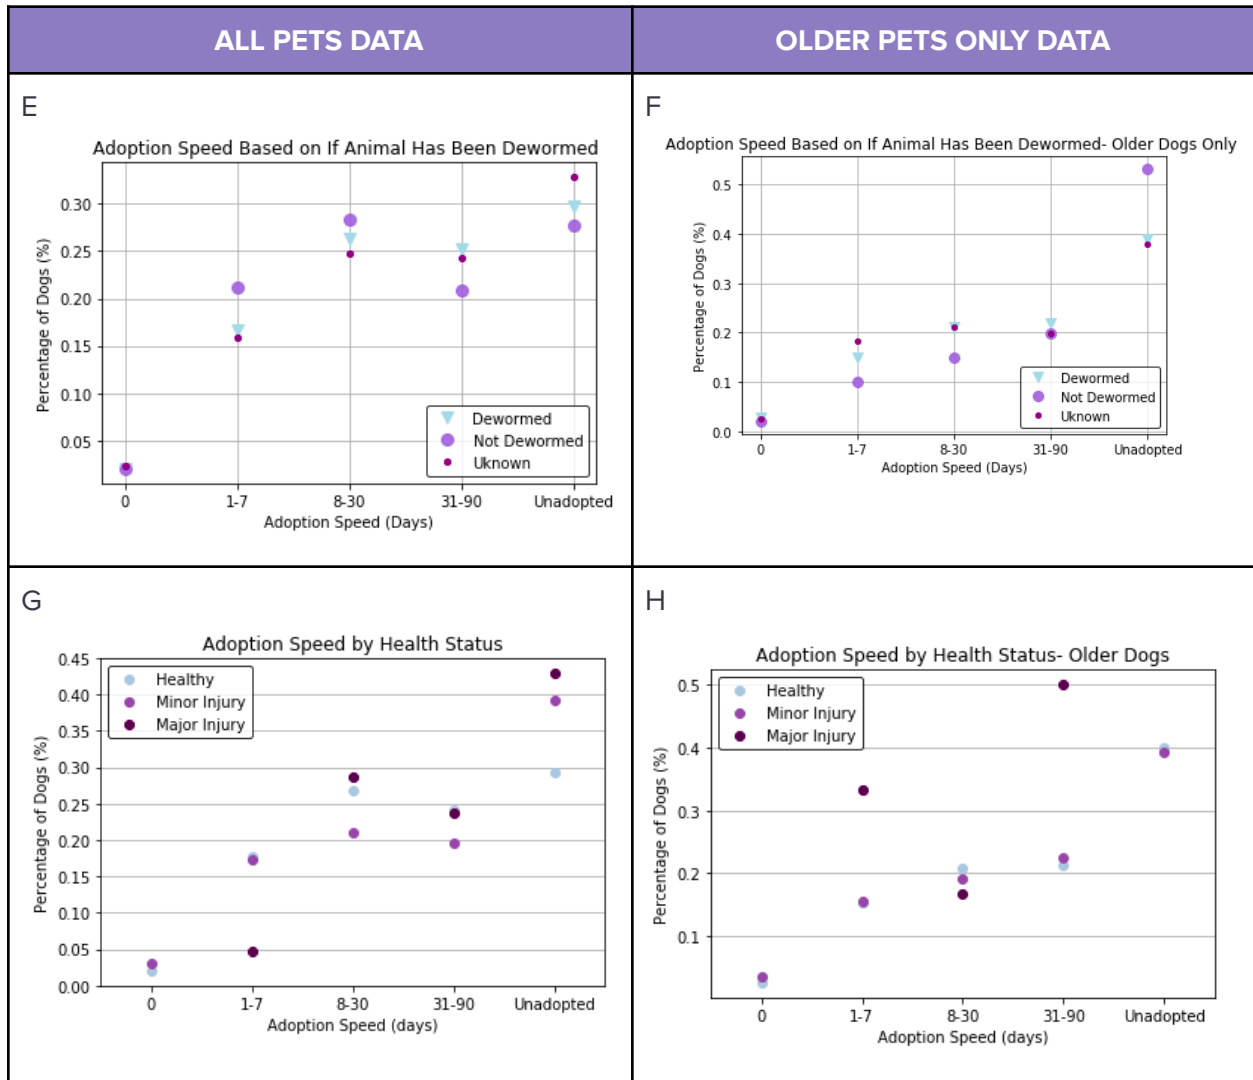 ALL PETS DATA
OLDER PETS ONLY DATA
E
Adoption Speed Based on If Animal Has Been Dewormed
Percentage of Dogs (%)
0.30
0.25
0.20
0.15
0.10
0.05
Dewormed
Not Dewormed
Uknown
0 1-7 8-30 31-90 Unadopted
Adoption Speed (Days)
F
Adoption Speed Based on If Animal Has Been Dewormed- Older Dogs Only
Percentage of Dogs (%)
0.5
0.4
0.3
0.2
0.1
0.0
Dewormed
Not Dewormed
Uknown
0 1-7 8-30 31-90 Unadopted
Adoption Speed (Days)
G
Adoption Speed by Health Status
Percentage of Dogs (%)
0.45
0.40
0.35
0.30
0.25
0.20
0.15
0.10
0.05
0.00
Healthy
Minor Injury
Major Injury
0 1-7 8-30 31-90 Unadopted
Adoption Speed (days)
H
Adoption Speed by Health Status- Older Dogs
Percentage of Dogs (%)
0.5
0.4
0.3
0.2
0.1
Healthy
Minor Injury
Major Injury
0 1-7 8-30 31-90 Unadopted
Adoption Speed (days)